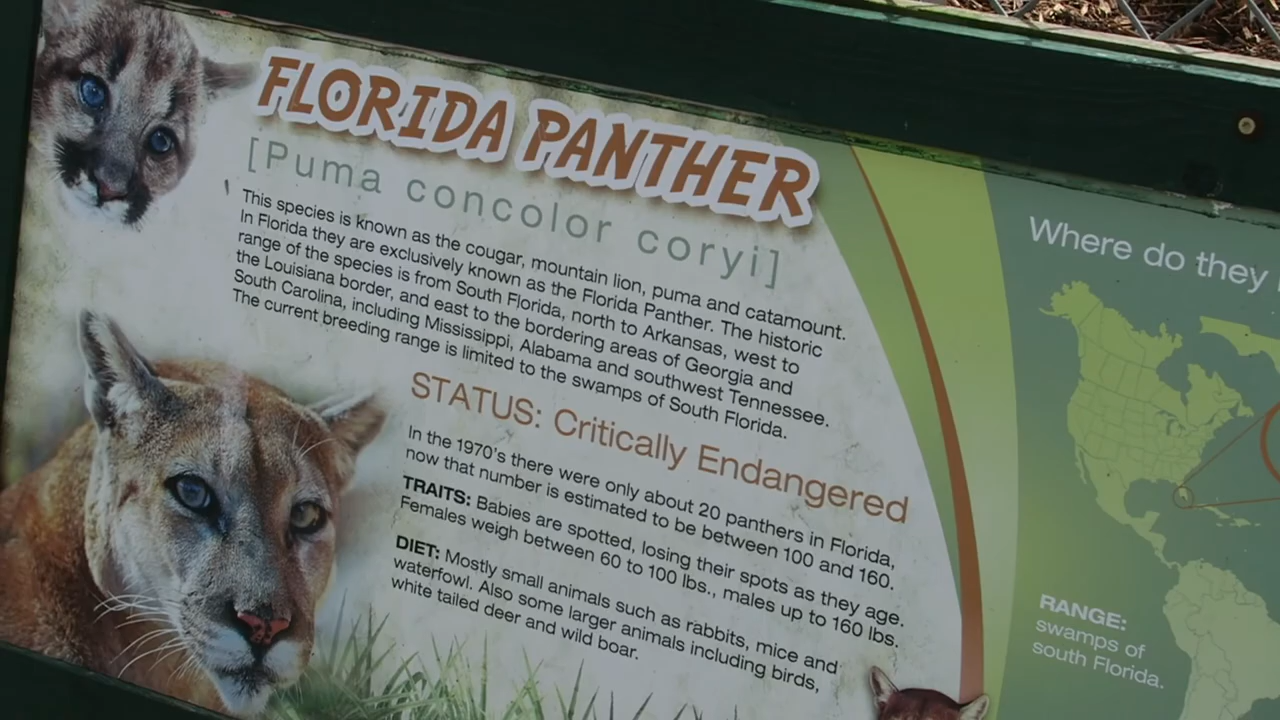 FLORIDA PANTHER
[Puma concolor coryi]
This species is known as the cougar, mountain lion, puma and catamount.
In Florida they are exclusively known as the Florida Panther. The historic
range of the species is from South Florida, north to Arkansas, west to
the Louisiana border, and east to the bordering areas of Georgia and
South Carolina, including Mississippi, Alabama and southwest Tennessee.
The current breeding range is limited to the swamps of South Florida.
STATUS: Critically Endangered
In the 1970's there were only about 20 panthers in Florida,
now that number is estimated to be between 100 and 160.
TRAITS: Babies are spotted, losing their spots as they age.
Females weigh between 60 to 100 lbs., males up to 160 lbs.
DIET: Mostly small animals such as rabbits, mice and
waterfowl. Also some larger animals including birds,
white tailed deer and wild boar.
Where do they
RANGE:
swamps of
south Florida.